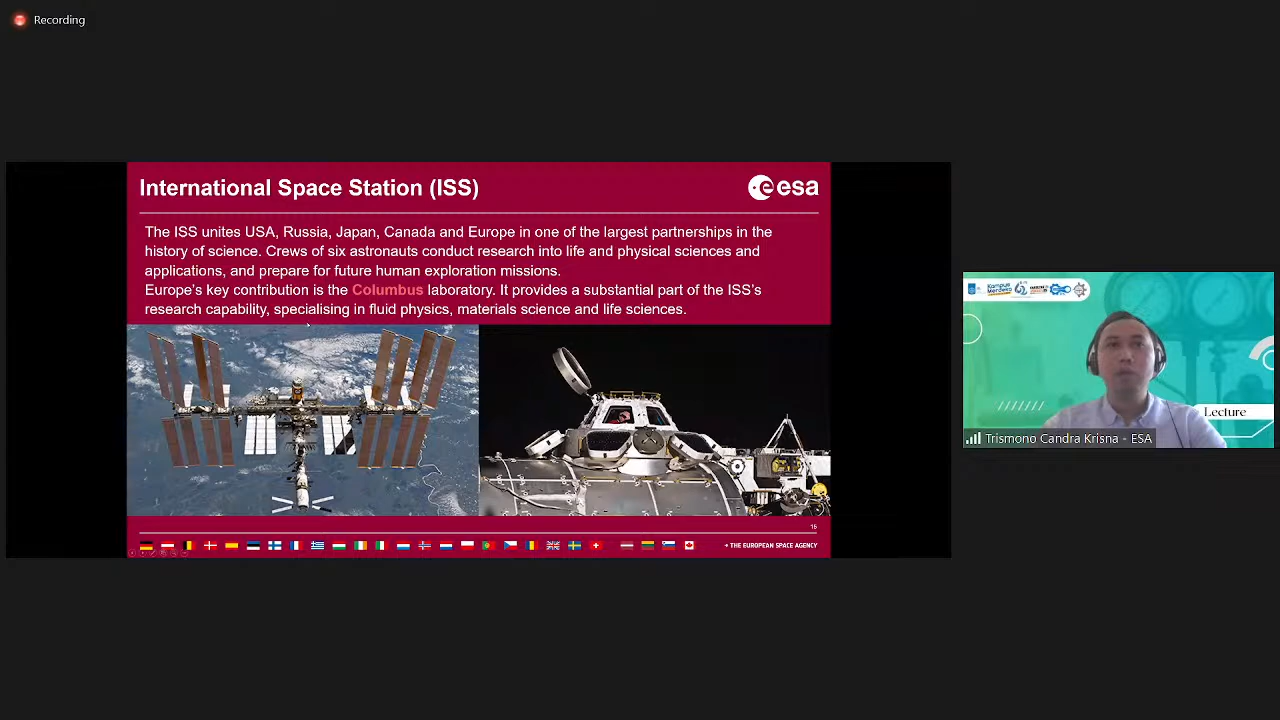 Recording
International Space Station (ISS)
esa
The ISS unites USA, Russia, Japan, Canada and Europe in one of the largest partnerships in the
history of science. Crews of six astronauts conduct research into life and physical sciences and
applications, and prepare for future human exploration missions.
Europe's key contribution is the Columbus laboratory. It provides a substantial part of the ISS's
research capability, specialising in fluid physics, materials science and life sciences.
15
→ THE EUROPEAN SPACE AGENCY
Kampus
Merdeka
Lecture
Trismono Candra Krisna - ESA